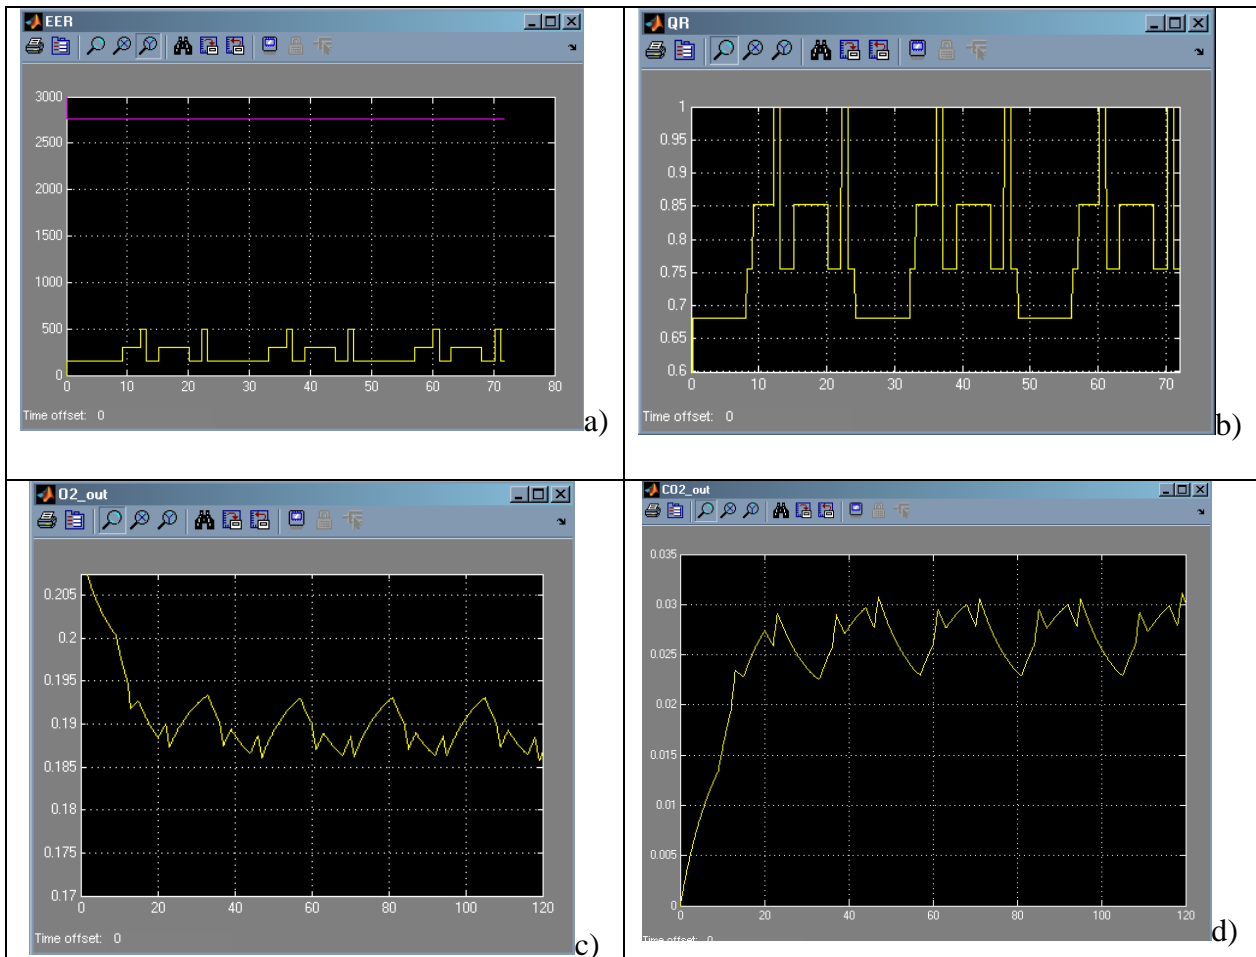 EER
3000
2500
2000
1500
1000
500
0
0 10 20 30 40 50 60 70 80
Time offset: 0
a)
QR
1
0.95
0.9
0.85
0.8
0.75
0.7
0.65
0.6
0 10 20 30 40 50 60 70
Time offset: 0
b)
O2_out
0.205
0.2
0.195
0.19
0.185
0.18
0.175
0.17
0 20 40 60 80 100 120
Time offset: 0
c)
CO2_out
0.035
0.03
0.025
0.02
0.015
0.01
0.005
0
0 20 40 60 80 100 120
Time offset: 0
d)